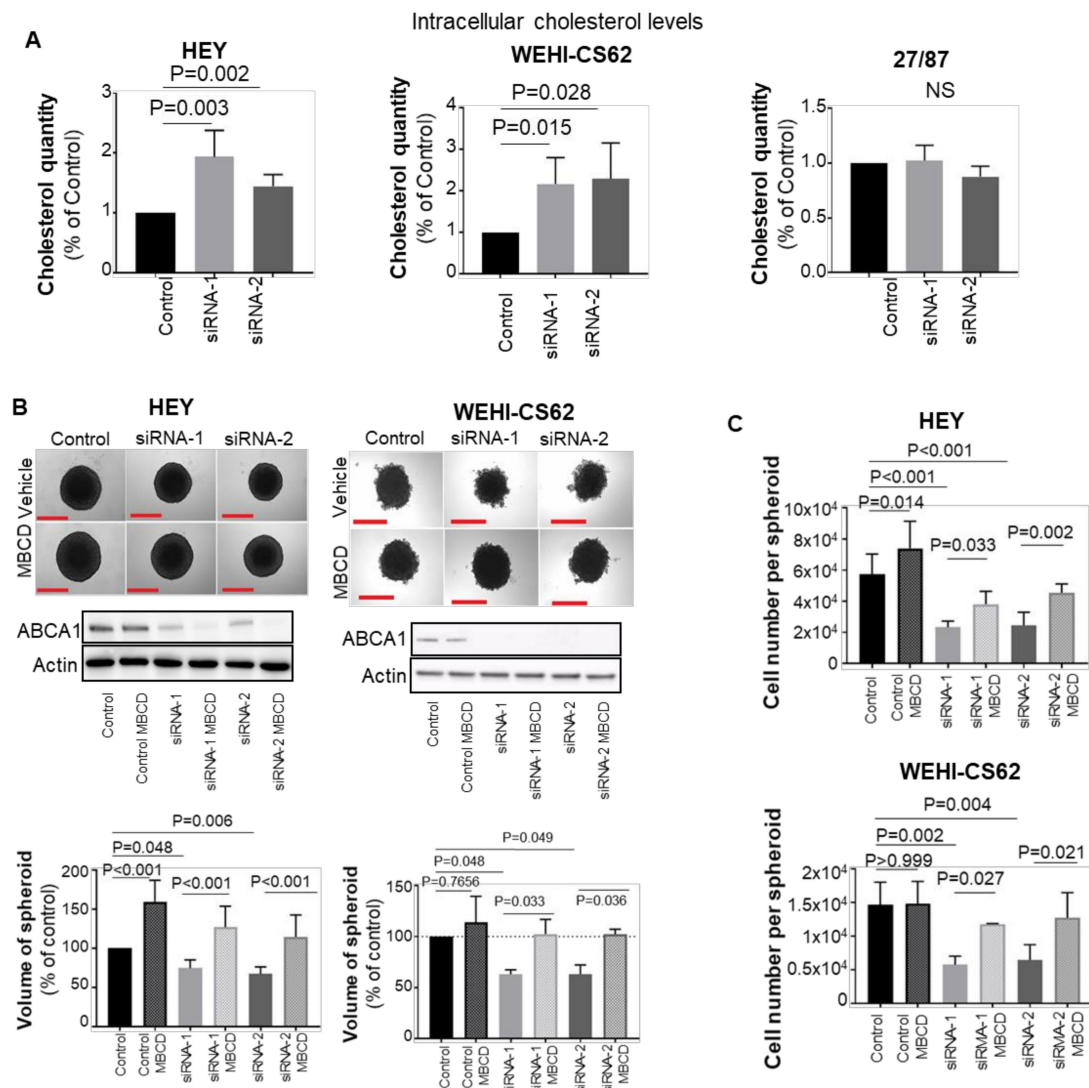 Intracellular cholesterol levels
A
HEY
P=0.002
P=0.003
Cholesterol quantity
(% of Control)
3
2
1
0
Control
siRNA-1
siRNA-2
WEHI-CS62
P=0.028
P=0.015
Cholesterol quantity
(% of Control)
4
3
2
1
0
Control
siRNA-1
siRNA-2
27/87
NS
Cholesterol quantity
(% of Control)
1.5
1.0
0.5
0.0
Control
siRNA-1
siRNA-2
B
HEY
Control siRNA-1 siRNA-2
Vehicle
MBCD
ABCA1
Actin
Control
Control MBCD
siRNA-1
siRNA-1 MBCD
siRNA-2
siRNA-2 MBCD
WEHI-CS62
Control siRNA-1 siRNA-2
Vehicle
MBCD
ABCA1
Actin
Control
Control MBCD
siRNA-1
siRNA-1 MBCD
siRNA-2
siRNA-2 MBCD
P=0.006
P=0.048
P<0.001 P<0.001 P<0.001
Volume of spheroid
(% of control)
200
150
100
50
0
Control
Control
MBCD
siRNA-1
siRNA-1
MBCD
siRNA-2
siRNA-2
MBCD
P=0.049
P=0.048
P=0.7656
P=0.033 P=0.036
Volume of spheroid
(% of control)
150
100
50
0
Control
Control
MBCD
siRNA-1
siRNA-1
MBCD
siRNA-2
siRNA-2
MBCD
C
HEY
P<0.001
P<0.001
P=0.014
P=0.033 P=0.002
Cell number per spheroid
10x10⁴
8x10⁴
6x10⁴
4x10⁴
2x10⁴
0
Control
Control
MBCD
siRNA-1
siRNA-1
MBCD
siRNA-2
siRNA-2
MBCD
WEHI-CS62
P=0.004
P=0.002
P>0.999 P=0.021
P=0.027
Cell number per spheroid
2x10⁴
1.5x10⁴
1x10⁴
0.5x10⁴
0
Control
Control
MBCD
siRNA-1
siRMA-1
MBCD
siRNA-2
siRMA-2
MBCD